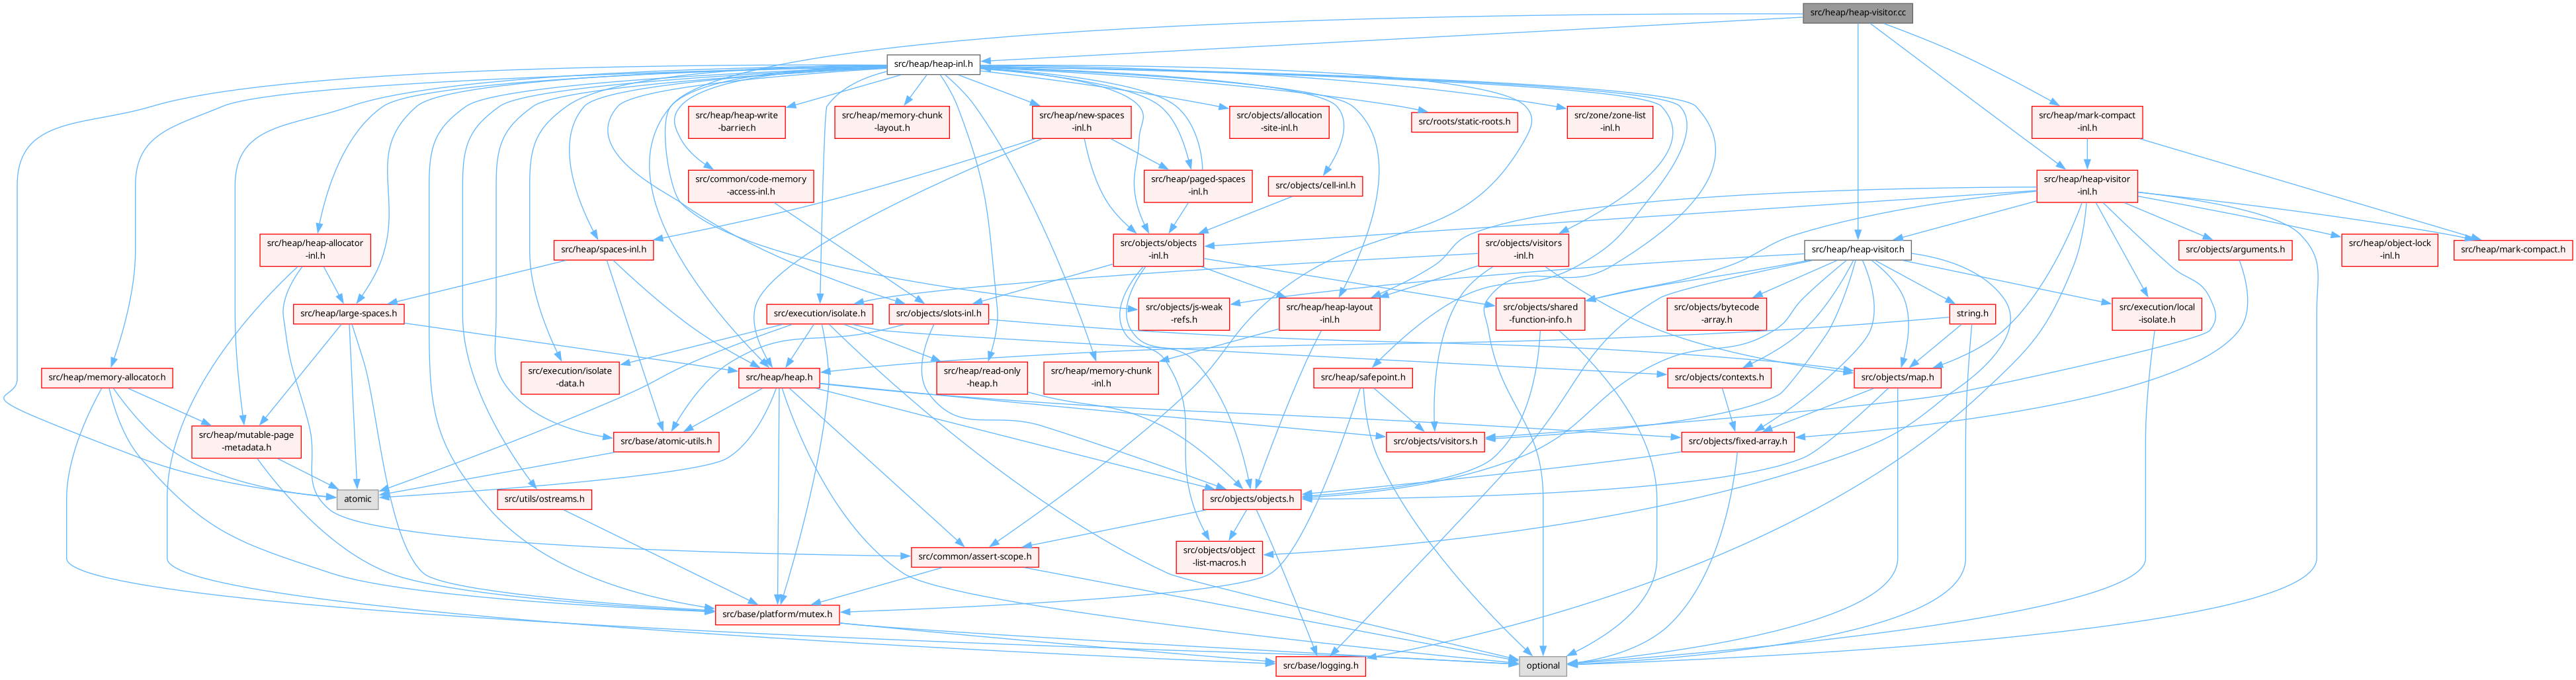 src/heap/heap-visitor.cc
src/heap/heap-inl.h
src/heap/heap-write
-barrier.h
src/heap/memory-chunk
-layout.h
src/heap/new-spaces
-inl.h
src/objects/allocation
-site-inl.h
src/roots/static-roots.h
src/zone/zone-list
-inl.h
src/heap/mark-compact
-inl.h
src/common/code-memory
-access-inl.h
src/heap/paged-spaces
-inl.h
src/objects/cell-inl.h
src/heap/heap-visitor
-inl.h
src/heap/heap-allocator
-inl.h
src/heap/spaces-inl.h
src/objects/objects
-inl.h
src/objects/visitors
-inl.h
src/heap/heap-visitor.h
src/objects/arguments.h
src/heap/object-lock
-inl.h
src/heap/mark-compact.h
src/heap/large-spaces.h
src/execution/isolate.h
src/objects/slots-inl.h
src/objects/js-weak
-refs.h
src/heap/heap-layout
-inl.h
src/objects/shared
-function-info.h
src/objects/bytecode
-array.h
string.h
src/execution/local
-isolate.h
src/heap/memory-allocator.h
src/execution/isolate
-data.h
src/heap/heap.h
src/heap/read-only
-heap.h
src/heap/memory-chunk
-inl.h
src/heap/safepoint.h
src/objects/contexts.h
src/objects/map.h
src/heap/mutable-page
-metadata.h
src/base/atomic-utils.h
src/objects/visitors.h
src/objects/fixed-array.h
atomic
src/utils/ostreams.h
src/objects/objects.h
src/common/assert-scope.h
src/objects/object
-list-macros.h
src/base/platform/mutex.h
src/base/logging.h
optional